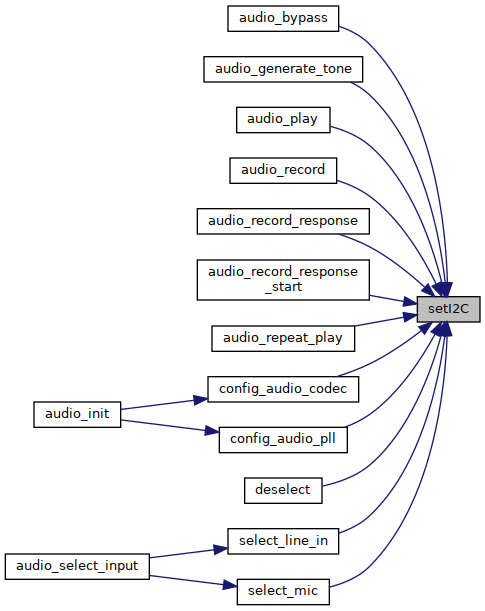 audio_bypass
audio_generate_tone
audio_play
audio_record
audio_record_response
audio_record_response
_start
setI2C
audio_repeat_play
config_audio_codec
audio_init
config_audio_pll
deselect
select_line_in
audio_select_input
select_mic